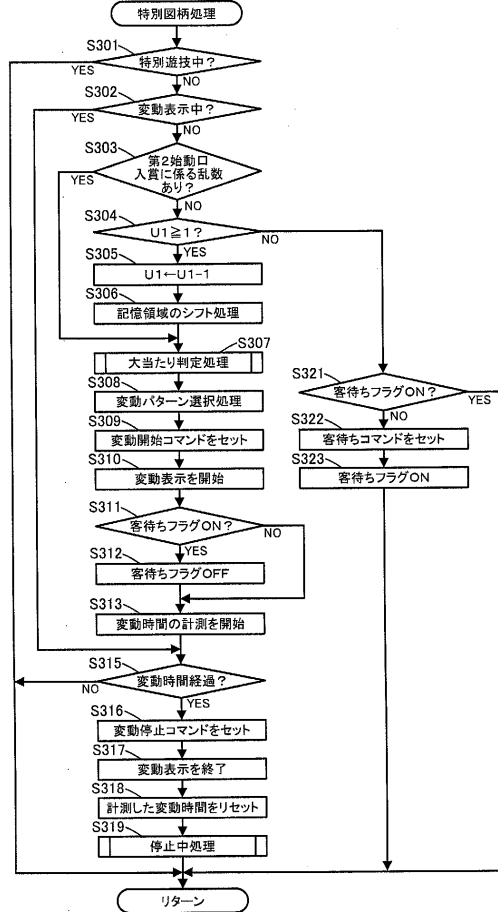 特別図柄処理
S301
特別遊技中?
YES
NO
S302
変動表示中?
YES
NO
S303
第2始動口
入賞に係る乱数
あり?
YES
NO
S304
U1≧1?
NO
YES
S305
U1←U1-1
S306
記憶領域のシフト処理
S307
大当たり判定処理
S308
変動パターン選択処理
S309
変動開始コマンドをセット
S310
変動表示を開始
S311
客待ちフラグON?
NO
YES
S312
客待ちフラグOFF
S313
変動時間の計測を開始
S315
変動時間経過?
NO
YES
S316
変動停止コマンドをセット
S317
変動表示を終了
S318
計測した変動時間をリセット
S319
停止中処理
S321
客待ちフラグON?
YES
NO
S322
客待ちコマンドをセット
S323
客待ちフラグON
リターン